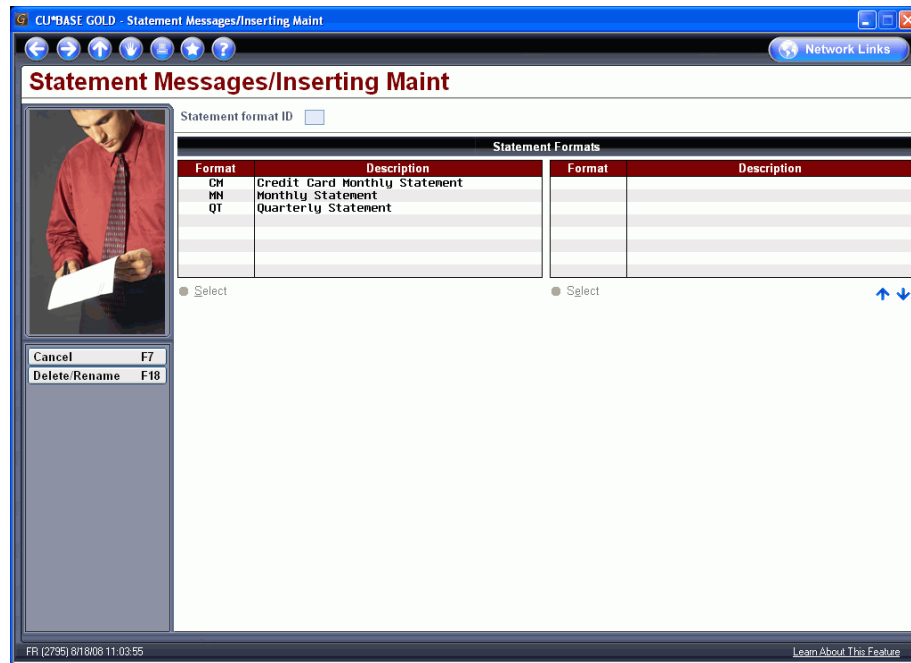 CU*BASE GOLD - Statement Messages/Inserting Maint
Network Links
Statement Messages/Inserting Maint
Statement format ID
Statement Formats
Format Description Format Description
CM Credit Card Monthly Statement
MN Monthly Statement
QT Quarterly Statement
Select Select
Cancel F7
Delete/Rename F18
FR (2795) 8/18/08 11:03:55 Learn About This Feature